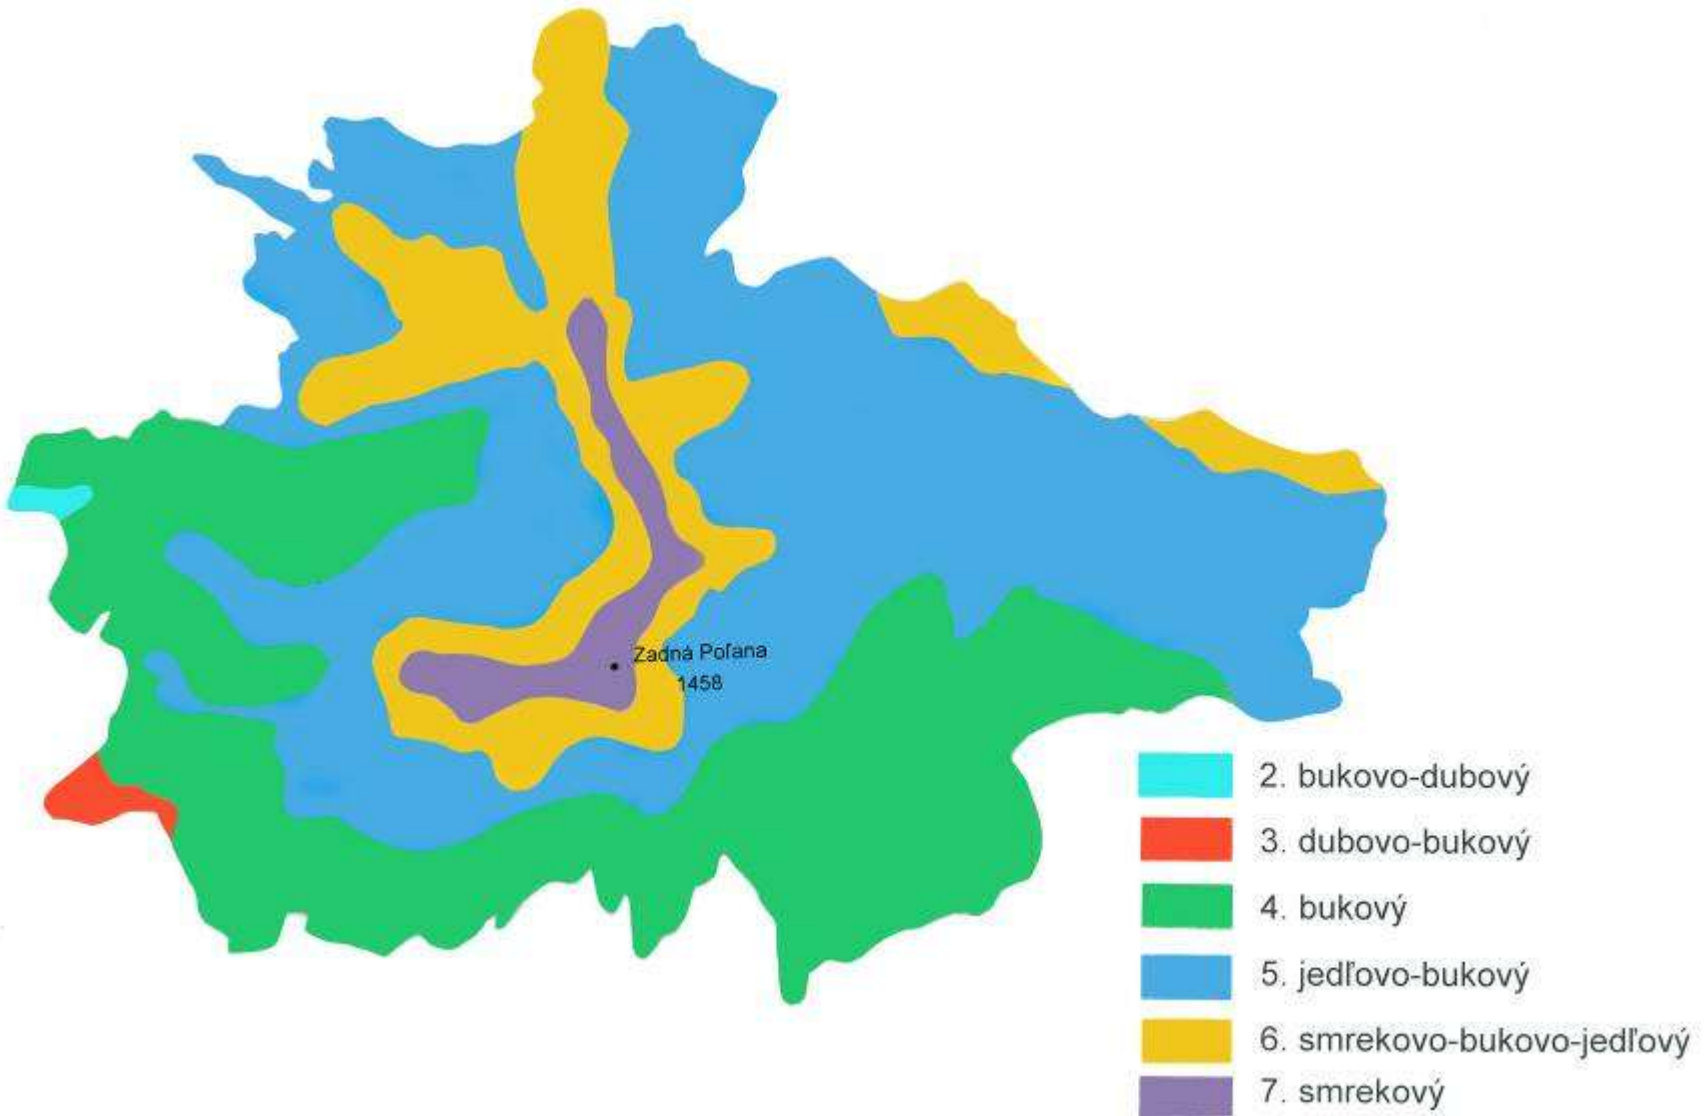 Zadná Poľana
1458
2. bukovo-dubový
3. dubovo-bukový
4. bukový
5. jedľovo-bukový
6. smrekovo-bukovo-jedľový
7. smrekový